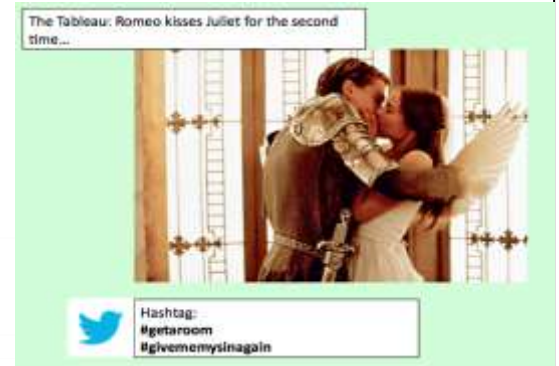 The Tableau: Romeo kisses Juliet for the second
time...
Hashtag:
#getaroom
#givememysinagain